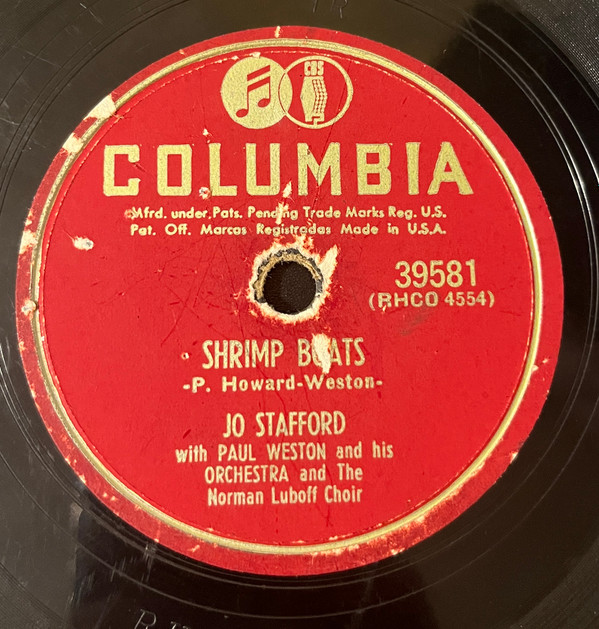 CBS
COLUMBIA
Mfrd. under Pats. Pending Trade Marks Reg. U.S.
Pat. Off. Marcas Registradas Made in U.S.A.
39581
(RHCO 4554)
SHRIMP BOATS
-P. Howard-Weston-
JO STAFFORD
with PAUL WESTON and his
ORCHESTRA and The
Norman Luboff Choir